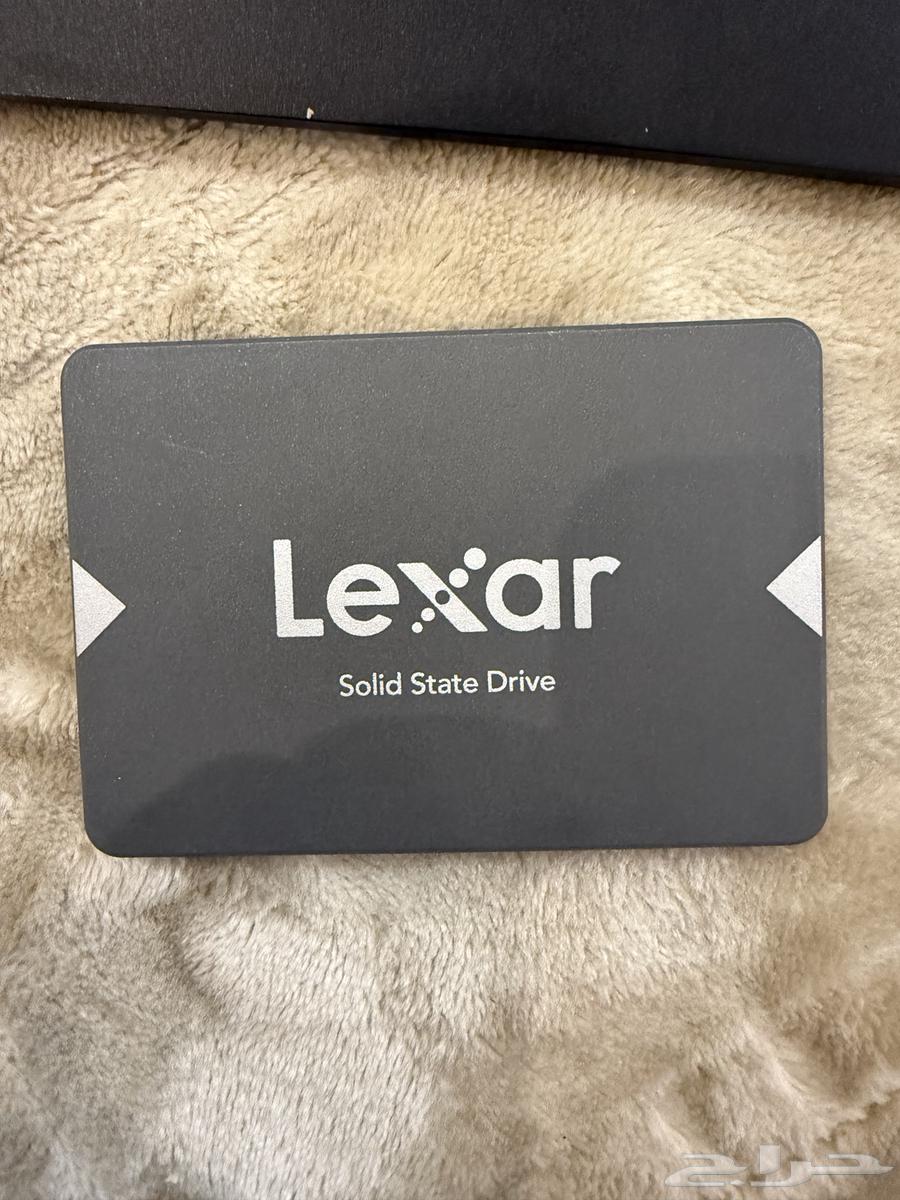 Lexar
Solid State Drive
حراج